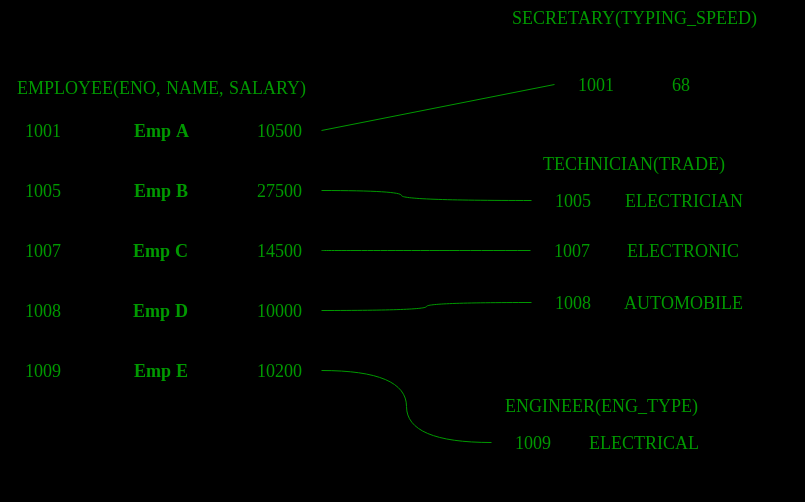 SECRETARY(TYPING_SPEED)
1001 68
EMPLOYEE(ENO, NAME, SALARY)
1001 Emp A 10500
1005 Emp B 27500
1007 Emp C 14500
1008 Emp D 10000
1009 Emp E 10200
TECHNICIAN(TRADE)
1005 ELECTRICIAN
1007 ELECTRONIC
1008 AUTOMOBILE
ENGINEER(ENG_TYPE)
1009 ELECTRICAL